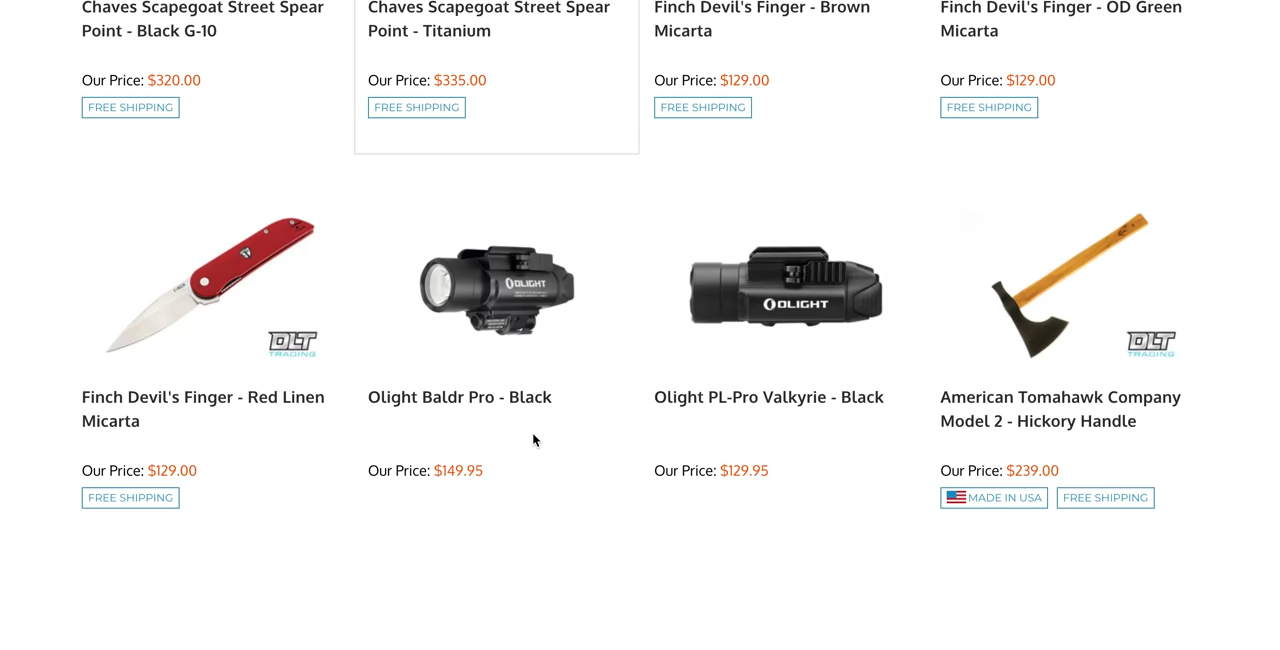 Chaves Scapegoat Street Spear
Point - Black G-10
Our Price: $320.00
FREE SHIPPING
Chaves Scapegoat Street Spear
Point - Titanium
Our Price: $335.00
FREE SHIPPING
Finch Devil's Finger - Brown
Micarta
Our Price: $129.00
FREE SHIPPING
Finch Devil's Finger - OD Green
Micarta
Our Price: $129.00
FREE SHIPPING
DLT
TRADING
Finch Devil's Finger - Red Linen
Micarta
Our Price: $129.00
FREE SHIPPING
OLIGHT
Olight Baldr Pro - Black
Our Price: $149.95
OLIGHT
Olight PL-Pro Valkyrie - Black
Our Price: $129.95
DLT
TRADING
American Tomahawk Company
Model 2 - Hickory Handle
Our Price: $239.00
MADE IN USA
FREE SHIPPING